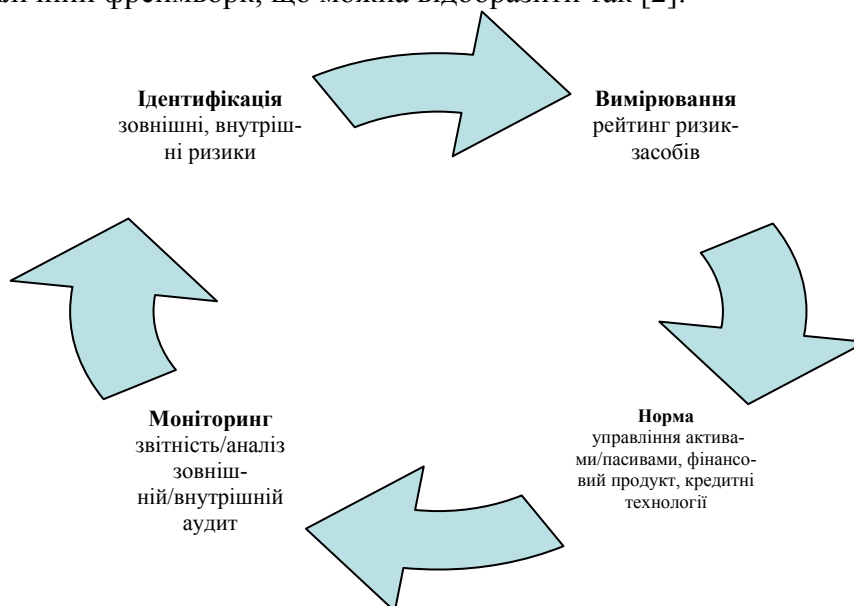 фреймворк, що можна відобразити так [2].
Ідентифікація
зовнішні, внутріш-
ні ризики
Вимірювання
рейтинг ризик-
засобів
Норма
управління актива-
ми/пасивами, фінансо-
вий продукт, кредитні
технології
Моніторинг
звітність/аналіз
зовніш-
ній/внутрішній
аудит